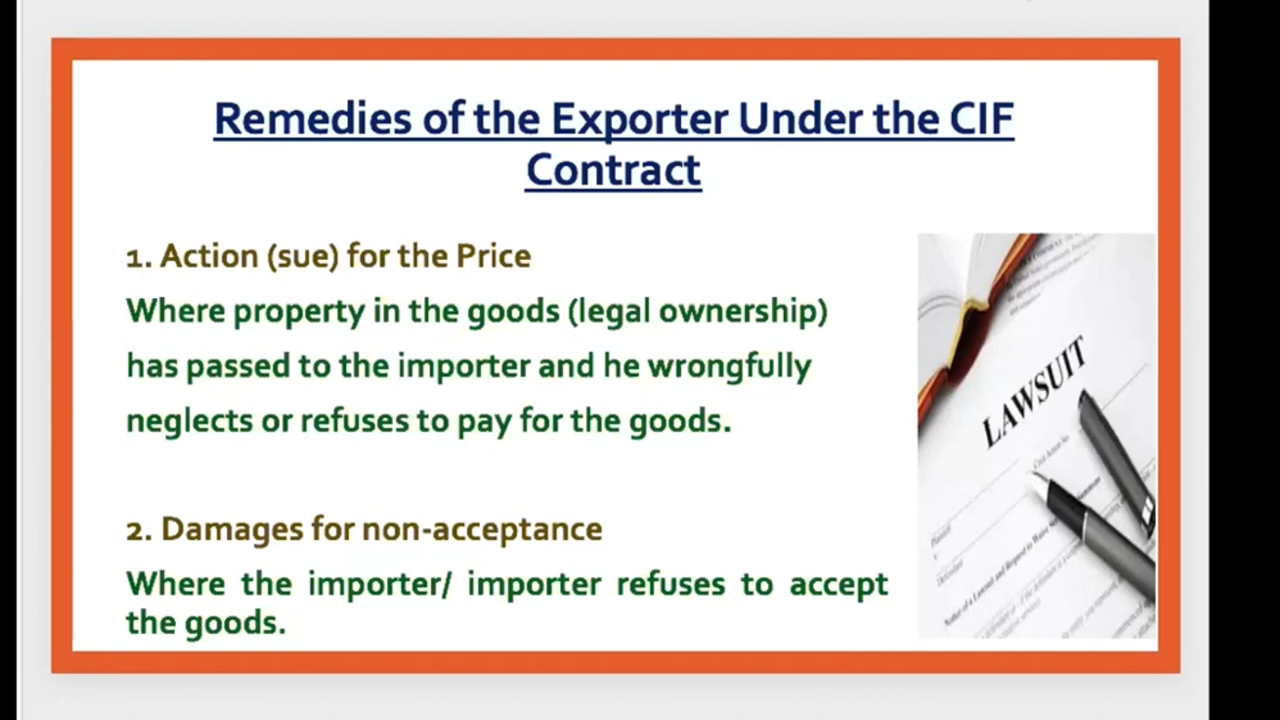 Remedies of the Exporter Under the CIF
Contract
1. Action (sue) for the Price
Where property in the goods (legal ownership)
has passed to the importer and he wrongfully
neglects or refuses to pay for the goods.
2. Damages for non-acceptance
Where the importer/ importer refuses to accept
the goods.
LAWSUIT